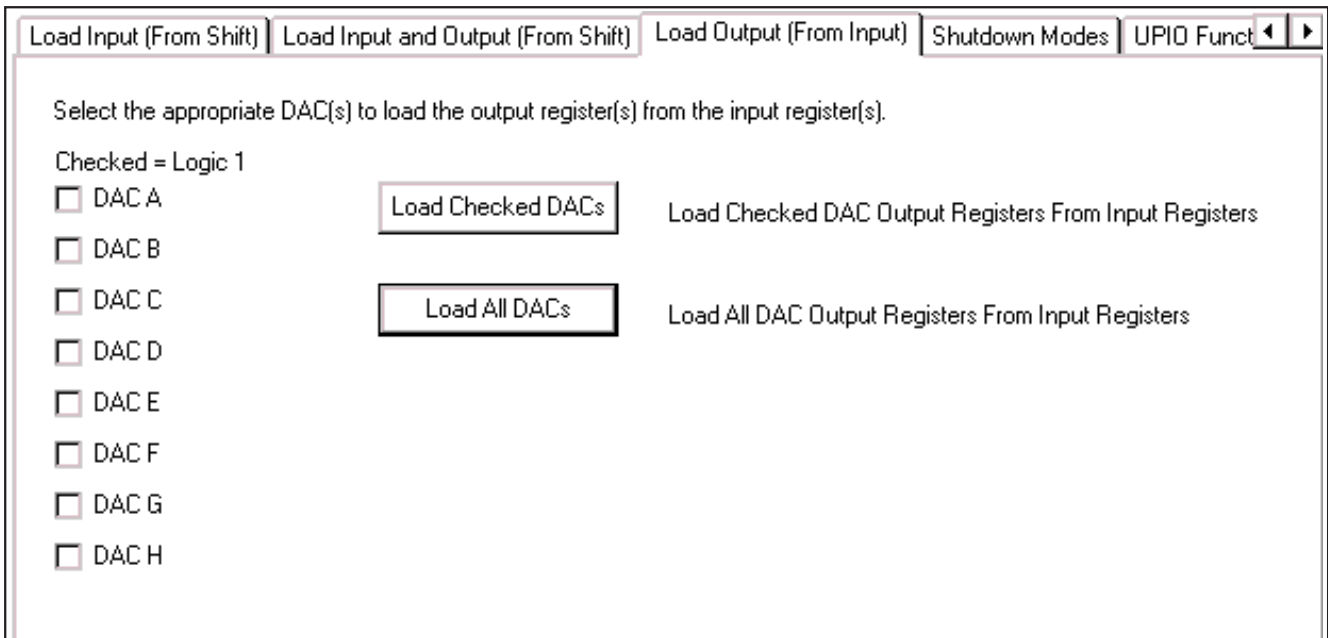 Load Input (From Shift) Load Input and Output (From Shift) Load Output (From Input) Shutdown Modes UPIO Funct
Select the appropriate DAC(s) to load the output register(s) from the input register(s).
Checked = Logic 1
DAC A Load Checked DACs Load Checked DAC Output Registers From Input Registers
DAC B
DAC C Load All DACs Load All DAC Output Registers From Input Registers
DAC D
DAC E
DAC F
DAC G
DAC H